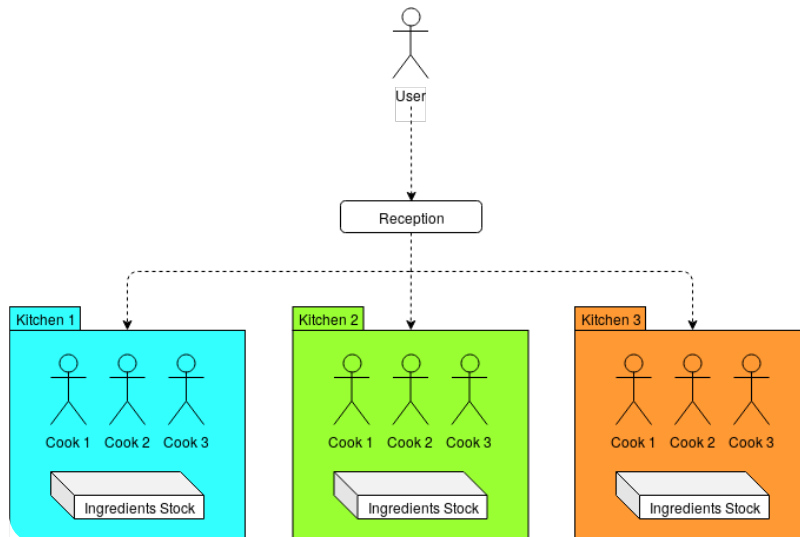 User
Reception
Kitchen 1
Kitchen 2
Kitchen 3
Cook 1 Cook 2 Cook 3
Cook 1 Cook 2 Cook 3
Cook 1 Cook 2 Cook 3
Ingredients Stock
Ingredients Stock
Ingredients Stock